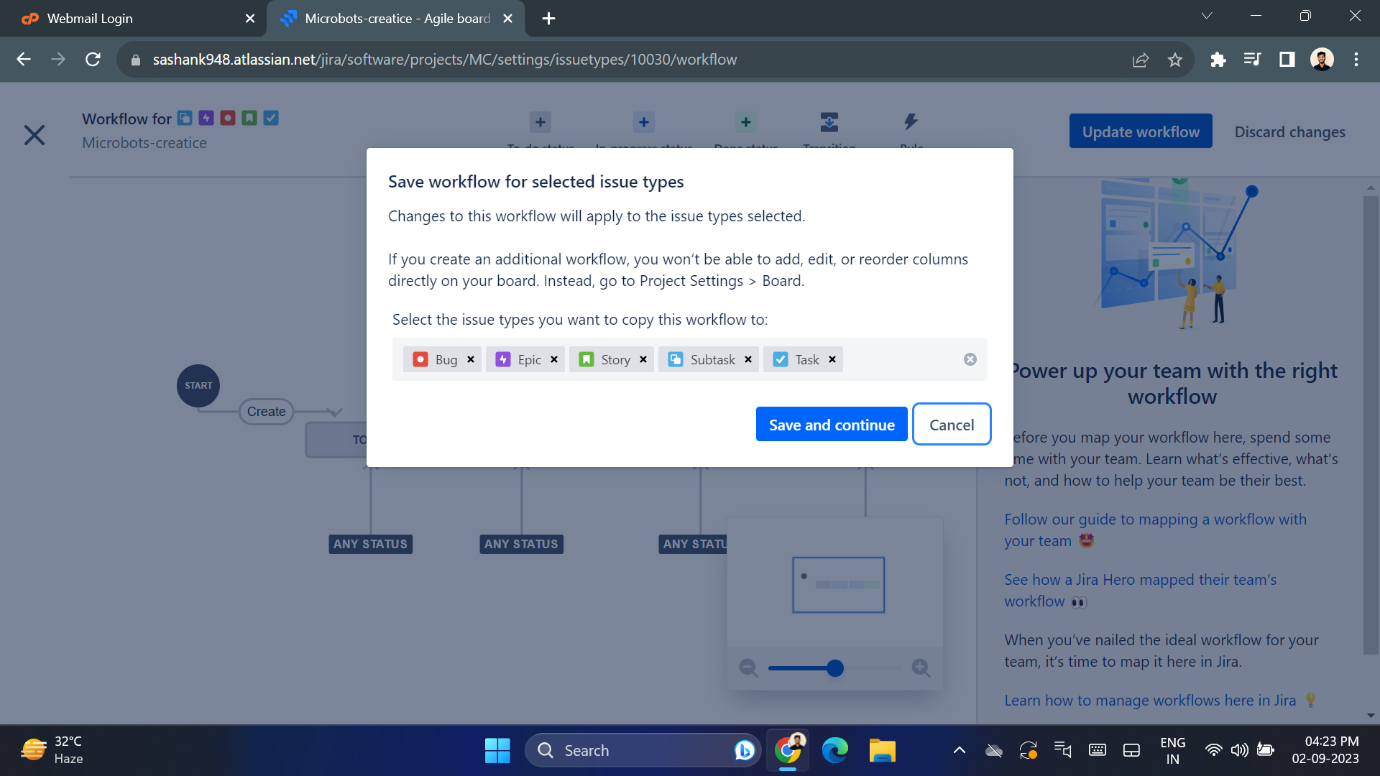 Webmail Login
Microbots-creatice - Agile board
sashank948.atlassian.net/jira/software/projects/MC/settings/issuetypes/10030/workflow
Workflow for
Microbots-creatice
Update workflow
Discard changes
Save workflow for selected issue types
Changes to this workflow will apply to the issue types selected.
If you create an additional workflow, you won't be able to add, edit, or reorder columns
directly on your board. Instead, go to Project Settings > Board.
Select the issue types you want to copy this workflow to:
Bug Epic Story Subtask Task
Save and continue Cancel
START
Create
TO
ANY STATUS ANY STATUS ANY STATU
Power up your team with the right
workflow
efore you map your workflow here, spend some
me with your team. Learn what's effective, what's
not, and how to help your team be their best.
Follow our guide to mapping a workflow with
your team
See how a Jira Hero mapped their team's
workflow
When you've nailed the ideal workflow for your
team, it's time to map it here in Jira.
Learn how to manage workflows here in Jira
32°C
Haze
Search
ENG
IN
04:23 PM
02-09-2023